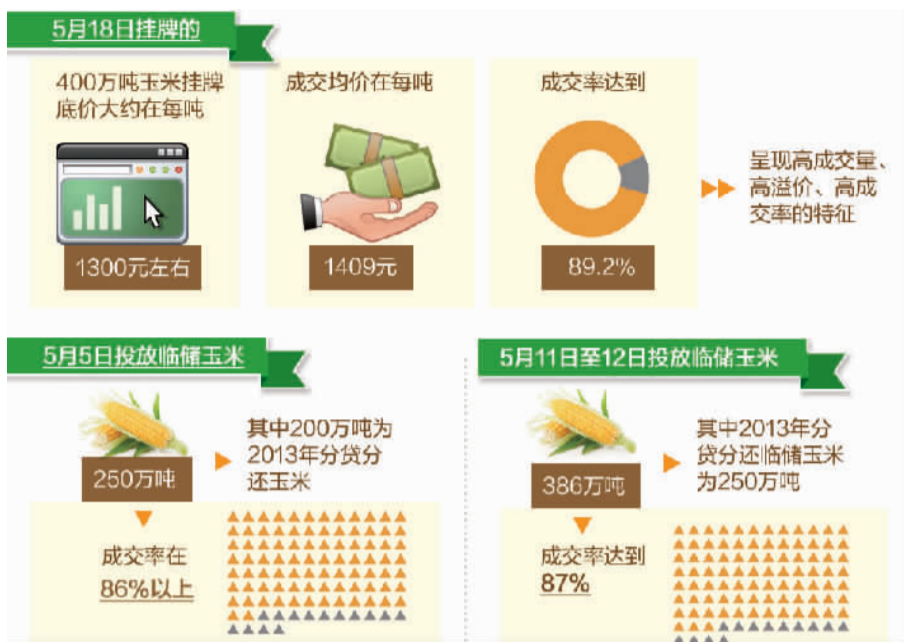 5月18日挂牌的
400万吨玉米挂牌
底价大约在每吨
1300元左右
成交均价在每吨
1409元
成交率达到
89.2%
呈现高成交量、
高溢价、高成
交率的特征
5月5日投放临储玉米
250万吨
其中200万吨为
2013年分贷分
还玉米
成交率在
86%以上
5月11日至12日投放临储玉米
386万吨
其中2013年分
贷分还临储玉米
为250万吨
成交率达到
87%